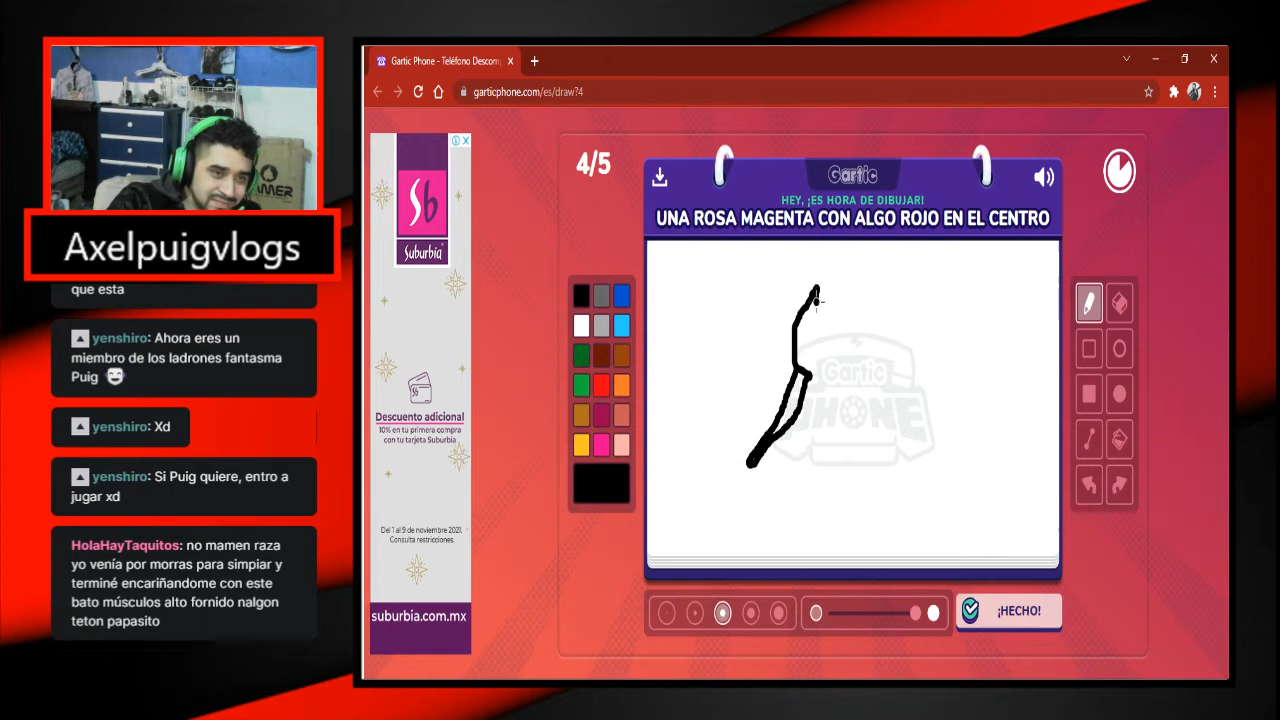 Axelpuigvlogs
que esta
yenshiro: Ahora eres un
miembro de los ladrones fantasma
Puig
yenshiro: Xd
yenshiro: Si Puig quiere, entro a
jugar xd
HolaHayTaquitos: no mamen raza
yo venía por morras para simpiar y
terminé encariñandome con este
bato músculos alto fornido nalgon
teton papasito
Gartic Phone - Teléfono Descom
garticphone.com/es/draw?4
Sb
Suburbia
Descuento adicional
10% en tu primera compra
con tu tarjeta Suburbia
Del 1 al 9 de noviembre 2021.
Consulta restricciones.
suburbia.com.mx
4/5
Gartic
HEY, ¡ES HORA DE DIBUJAR!
UNA ROSA MAGENTA CON ALGO ROJO EN EL CENTRO
Gartic
PHONE
¡HECHO!